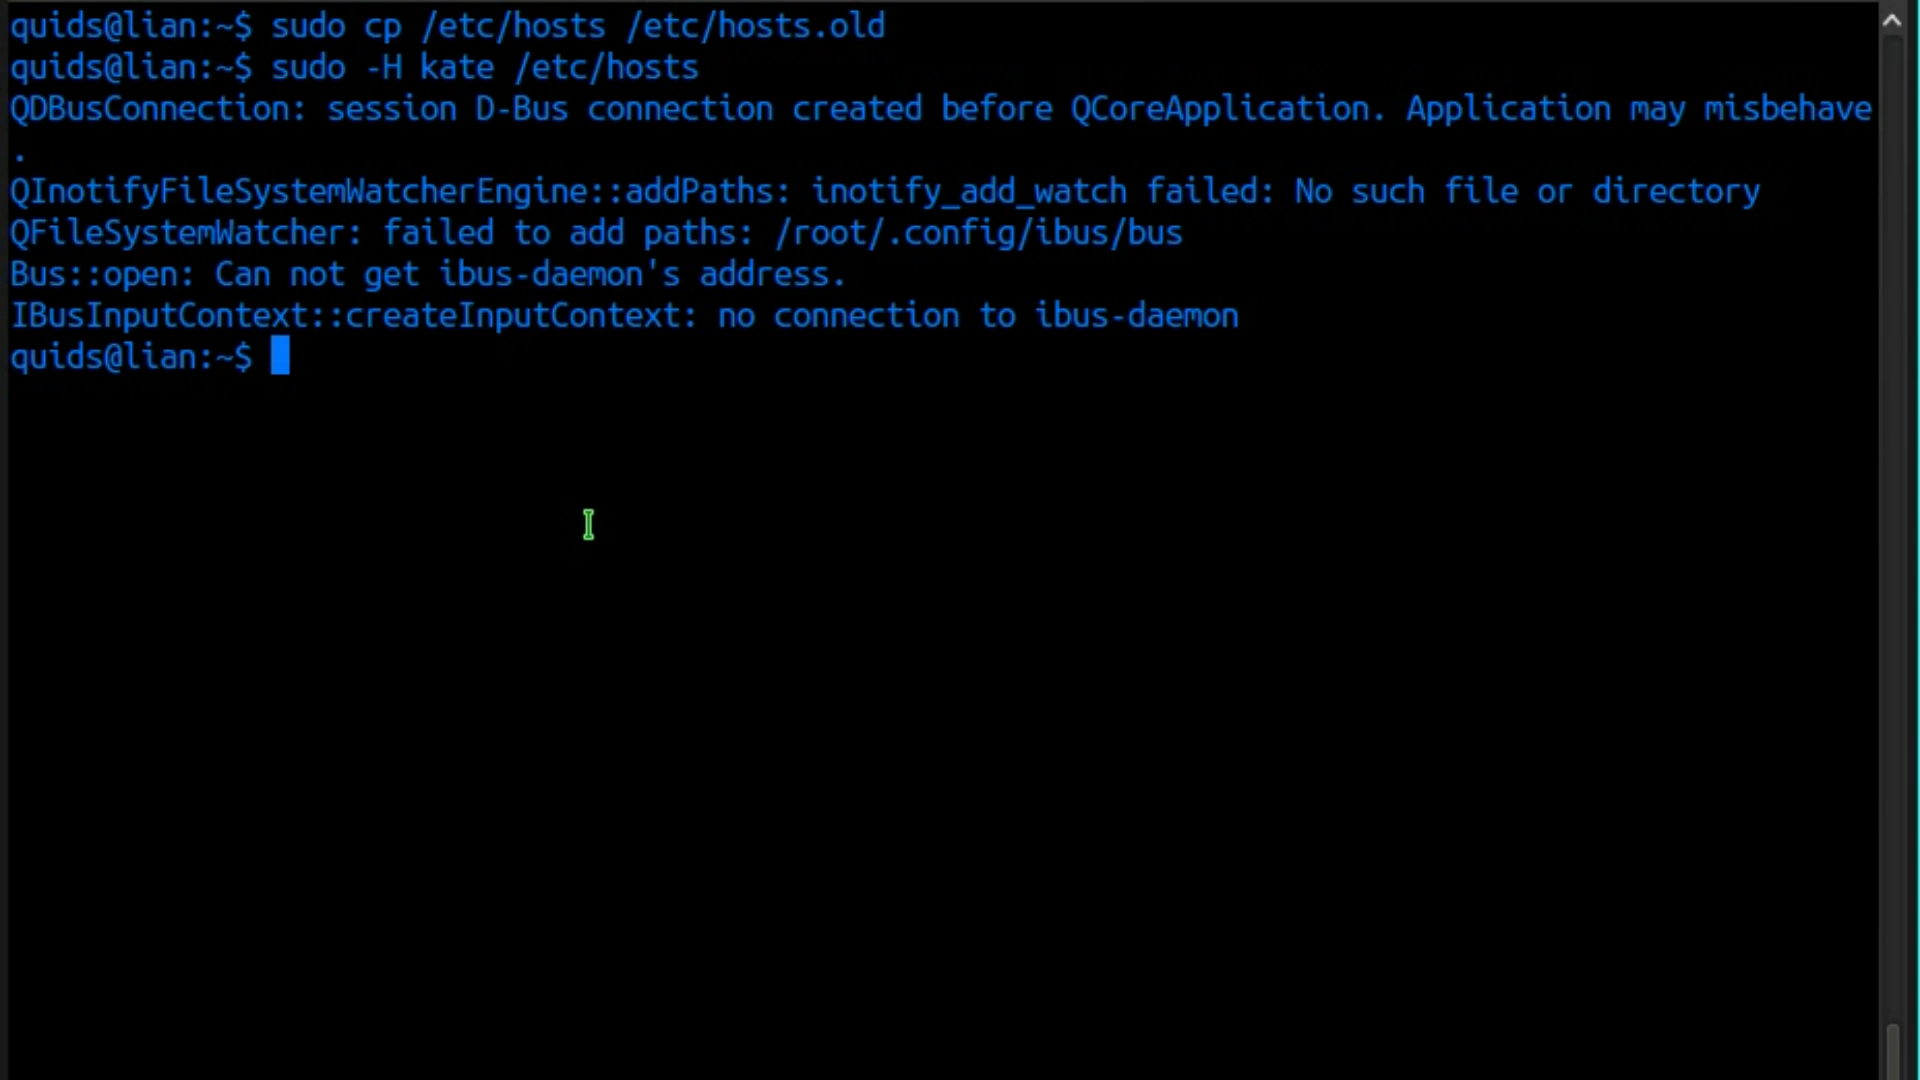 quids@lian:~$ sudo cp /etc/hosts /etc/hosts.old
quids@lian:~$ sudo -H kate /etc/hosts
QDBusConnection: session D-Bus connection created before QCoreApplication. Application may misbehave
.
QInotifyFileSystemWatcherEngine::addPaths: inotify_add_watch failed: No such file or directory
QFileSystemWatcher: failed to add paths: /root/.config/ibus/bus
Bus::open: Can not get ibus-daemon's address.
IBusInputContext::createInputContext: no connection to ibus-daemon
quids@lian:~$